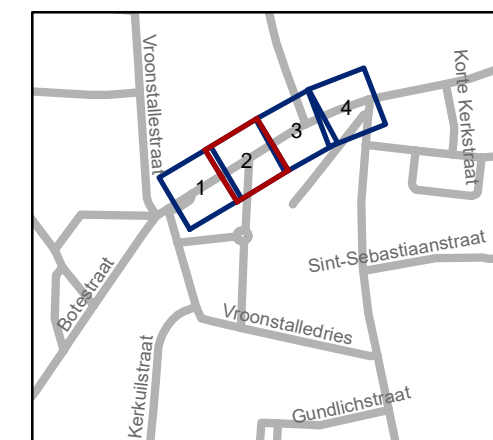 Vroonstallestraat
Korte Kerkstraat
4
3
2
1
Sint-Sebastiaanstraat
Botestraat
Vroonstalledries
Kerkuilstraat
Gundlichstraat